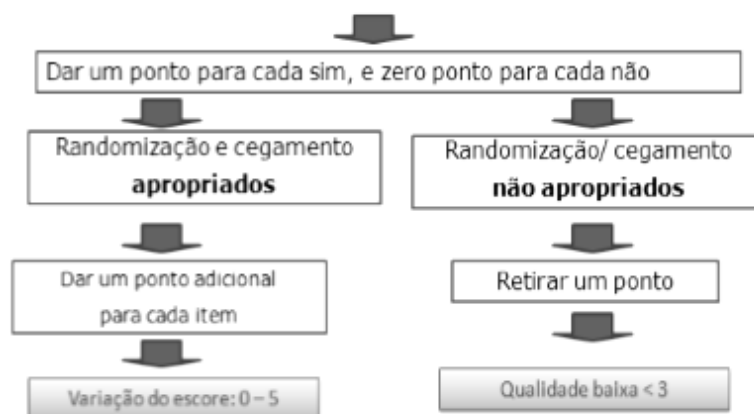 Dar um ponto para cada sim, e zero ponto para cada não
Randomização e cegamento
apropriados
Randomização/ cegamento
não apropriados
Dar um ponto adicional
para cada item
Retirar um ponto
Variação do escore: 0 – 5
Qualidade baixa < 3